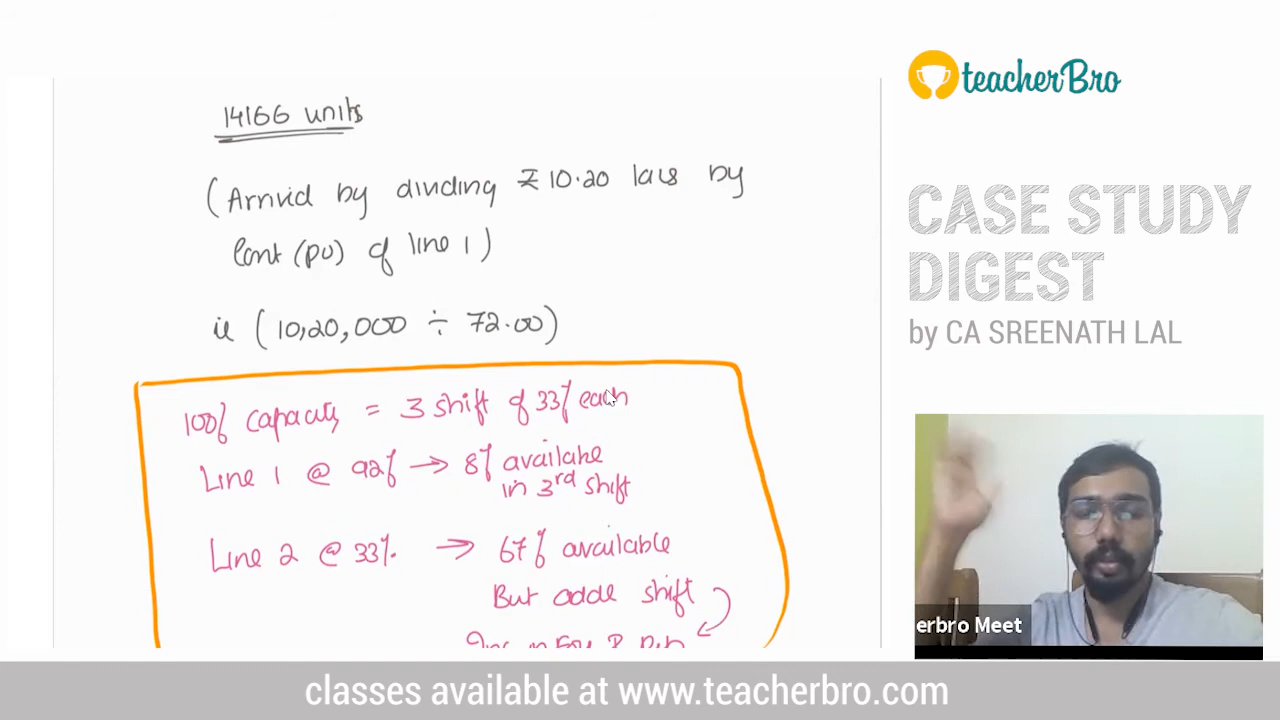 14166 units
(Arrivd by dividing ₹10.20 lacs by
Cont (pu) of line 1)
ie (10,20,000 ÷ 72.00)
100% capacity = 3 shift of 33% each
Line 1 @ 92% → 8% available
in 3rd shift
Line 2 @ 33%. → 67% available
But addl shift
teacherBro
CASE STUDY
DIGEST
by CA SREENATH LAL
erbro Meet
classes available at www.teacherbro.com